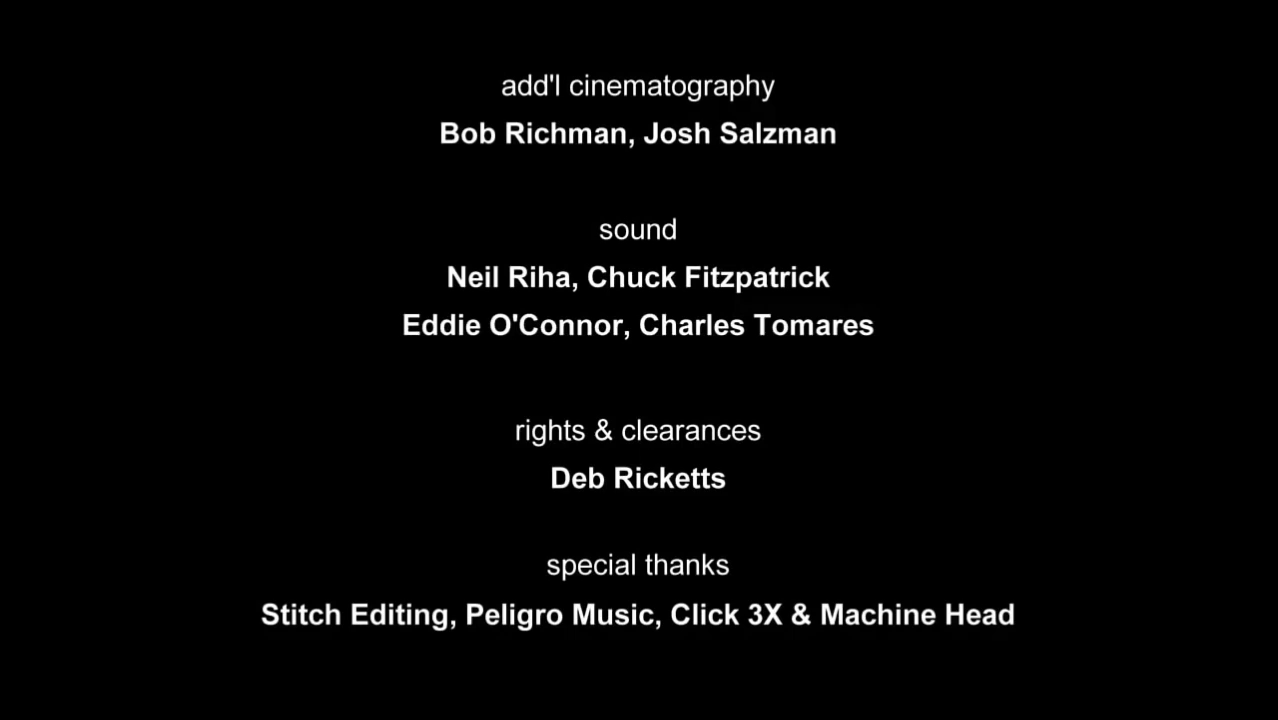 add'l cinematography
Bob Richman, Josh Salzman
sound
Neil Riha, Chuck Fitzpatrick
Eddie O'Connor, Charles Tomares
rights & clearances
Deb Ricketts
special thanks
Stitch Editing, Peligro Music, Click 3X & Machine Head